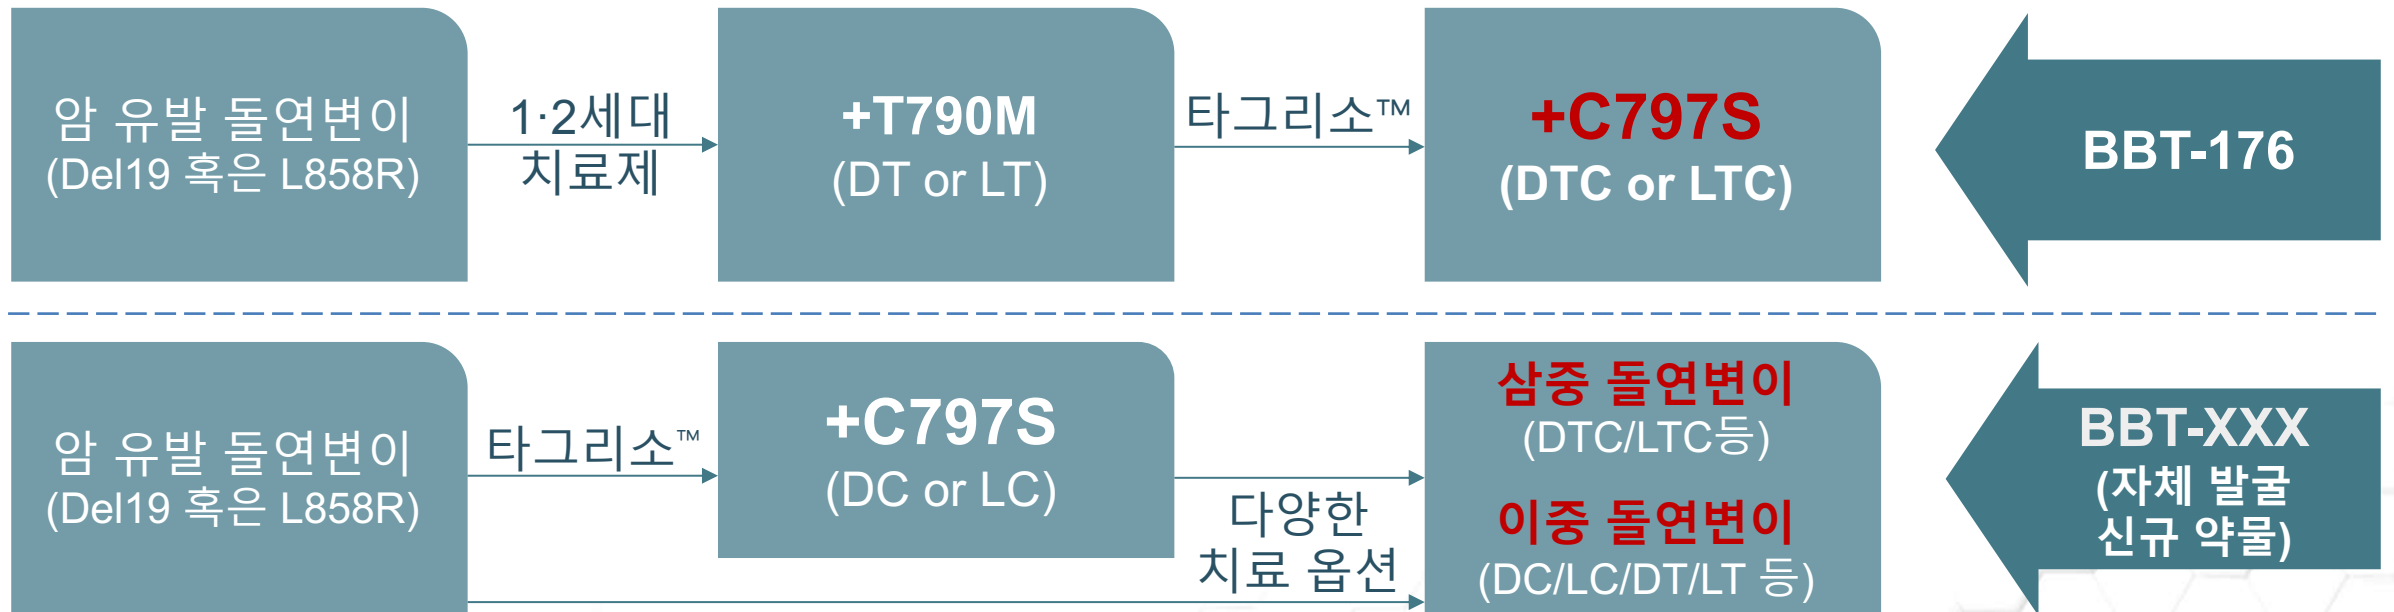 암 유발 돌연변이
(Del19 혹은 L858R)
1·2세대
치료제
+T790M
(DT or LT)
타그리소™
+C797S
(DTC or LTC)
BBT-176
암 유발 돌연변이
(Del19 혹은 L858R)
타그리소™
+C797S
(DC or LC)
다양한
치료 옵션
삼중 돌연변이
(DTC/LTC등)
이중 돌연변이
(DC/LC/DT/LT 등)
BBT-XXX
(자체 발굴
신규 약물)